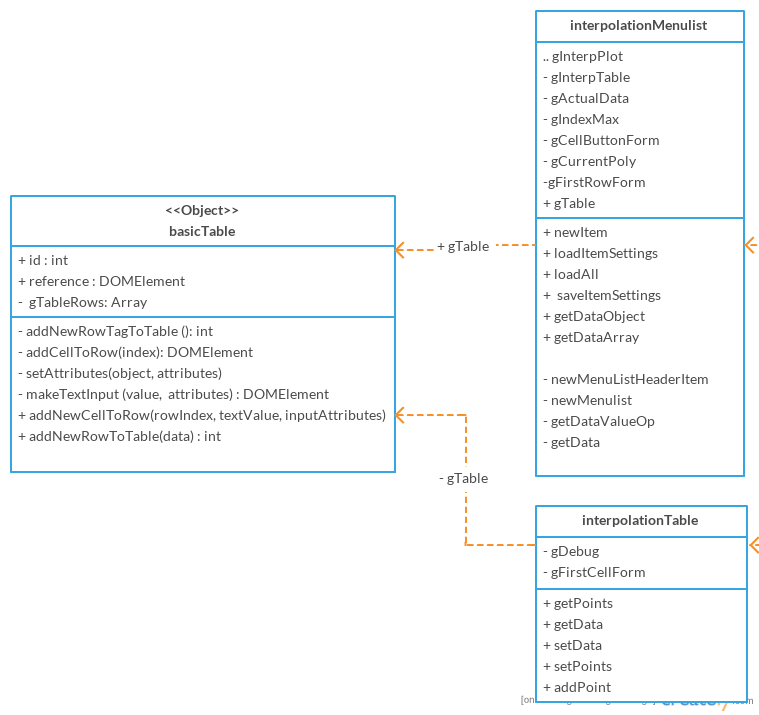 interpolationMenulist
.. gInterpPlot
- gInterpTable
- gActualData
- gIndexMax
- gCellButtonForm
- gCurrentPoly
-gFirstRowForm
+ gTable
+ newItem
+ loadItemSettings
+ loadAll
+ saveItemSettings
+ getDataObject
+ getDataArray
- newMenuListHeaderItem
- newMenulist
- getDataValueOp
- getData
<<Object>>
basicTable
+ id : int
+ reference : DOMElement
- gTableRows: Array
- addNewRowTagToTable (): int
- addCellToRow(index): DOMElement
- setAttributes(object, attributes)
- makeTextInput (value, attributes) : DOMElement
+ addNewCellToRow(rowIndex, textValue, inputAttributes)
+ addNewRowToTable(data) : int
+ gTable
- gTable
interpolationTable
- gDebug
- gFirstCellForm
+ getPoints
+ getData
+ setData
+ setPoints
+ addPoint